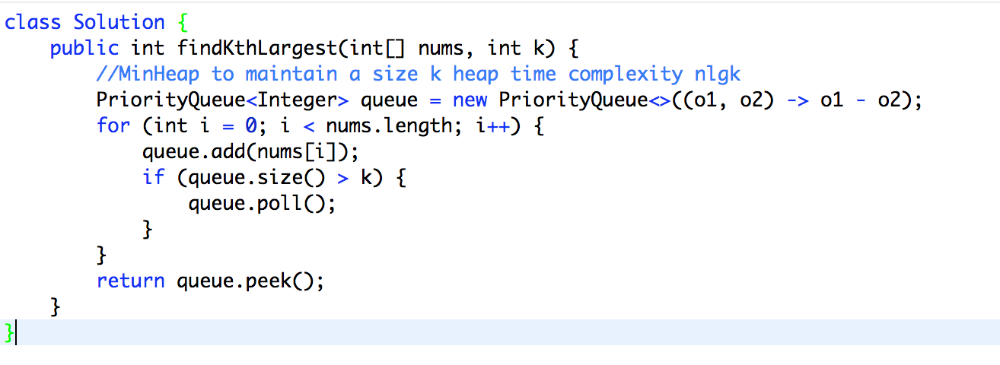 class Solution {
    public int findKthLargest(int[] nums, int k) {
        //MinHeap to maintain a size k heap time complexity nlgk
        PriorityQueue<Integer> queue = new PriorityQueue<>((o1, o2) -> o1 - o2);
        for (int i = 0; i < nums.length; i++) {
            queue.add(nums[i]);
            if (queue.size() > k) {
                queue.poll();
            }
        }
        return queue.peek();
    }
}